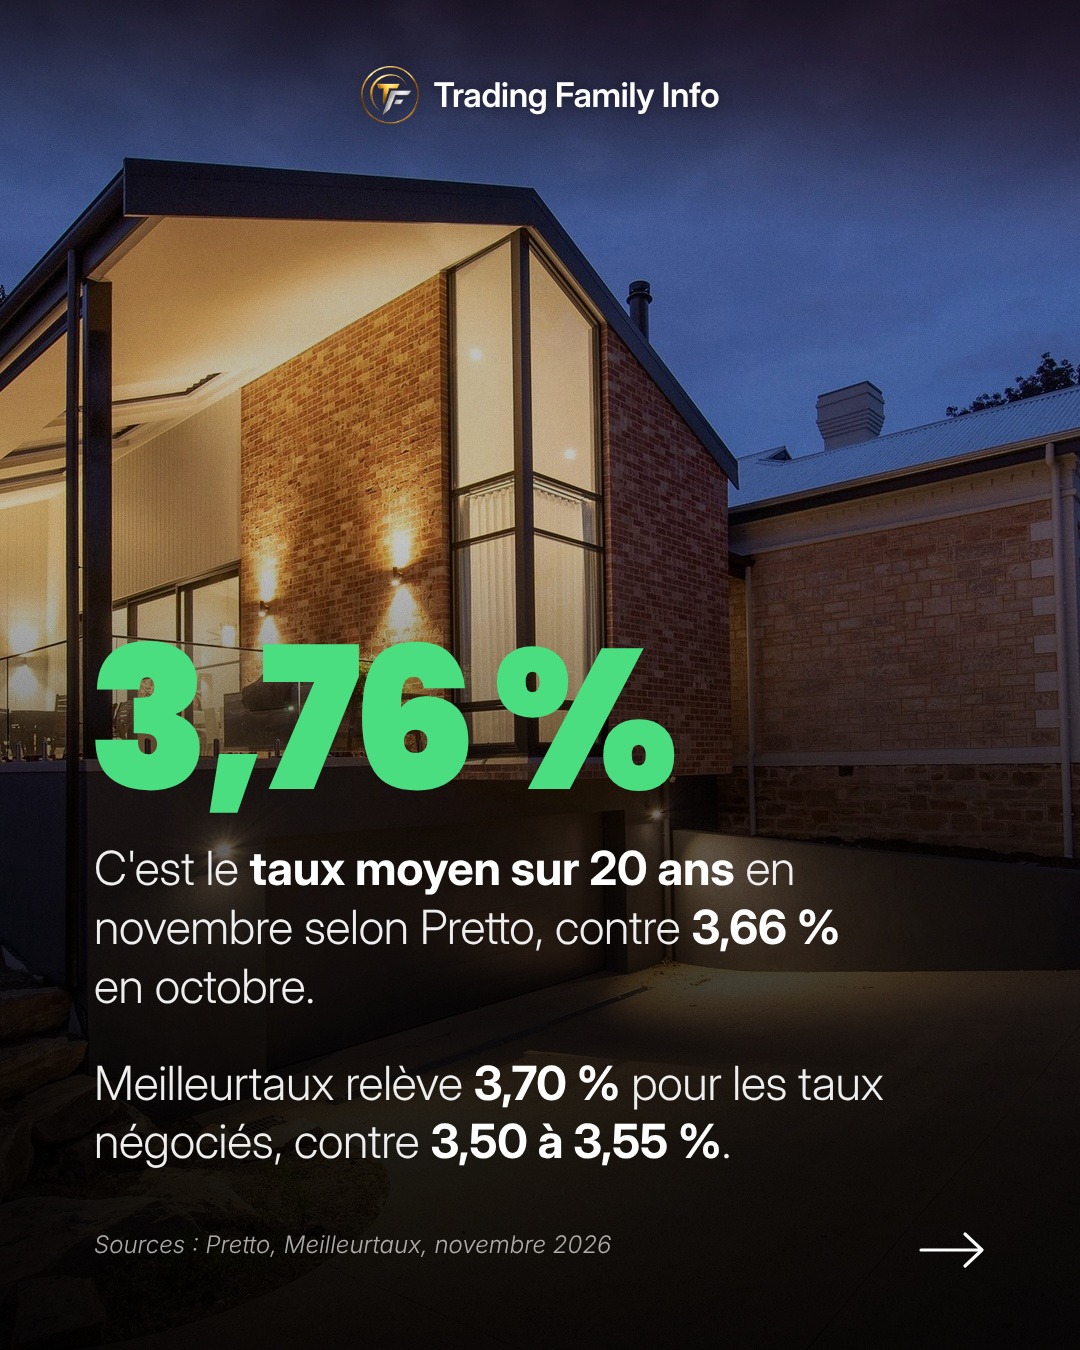 TF Trading Family Info
3,76 %
C'est le taux moyen sur 20 ans en
novembre selon Pretto, contre 3,66 %
en octobre.
Meilleurtaux relève 3,70 % pour les taux
négociés, contre 3,50 à 3,55 %.
Sources : Pretto, Meilleurtaux, novembre 2026